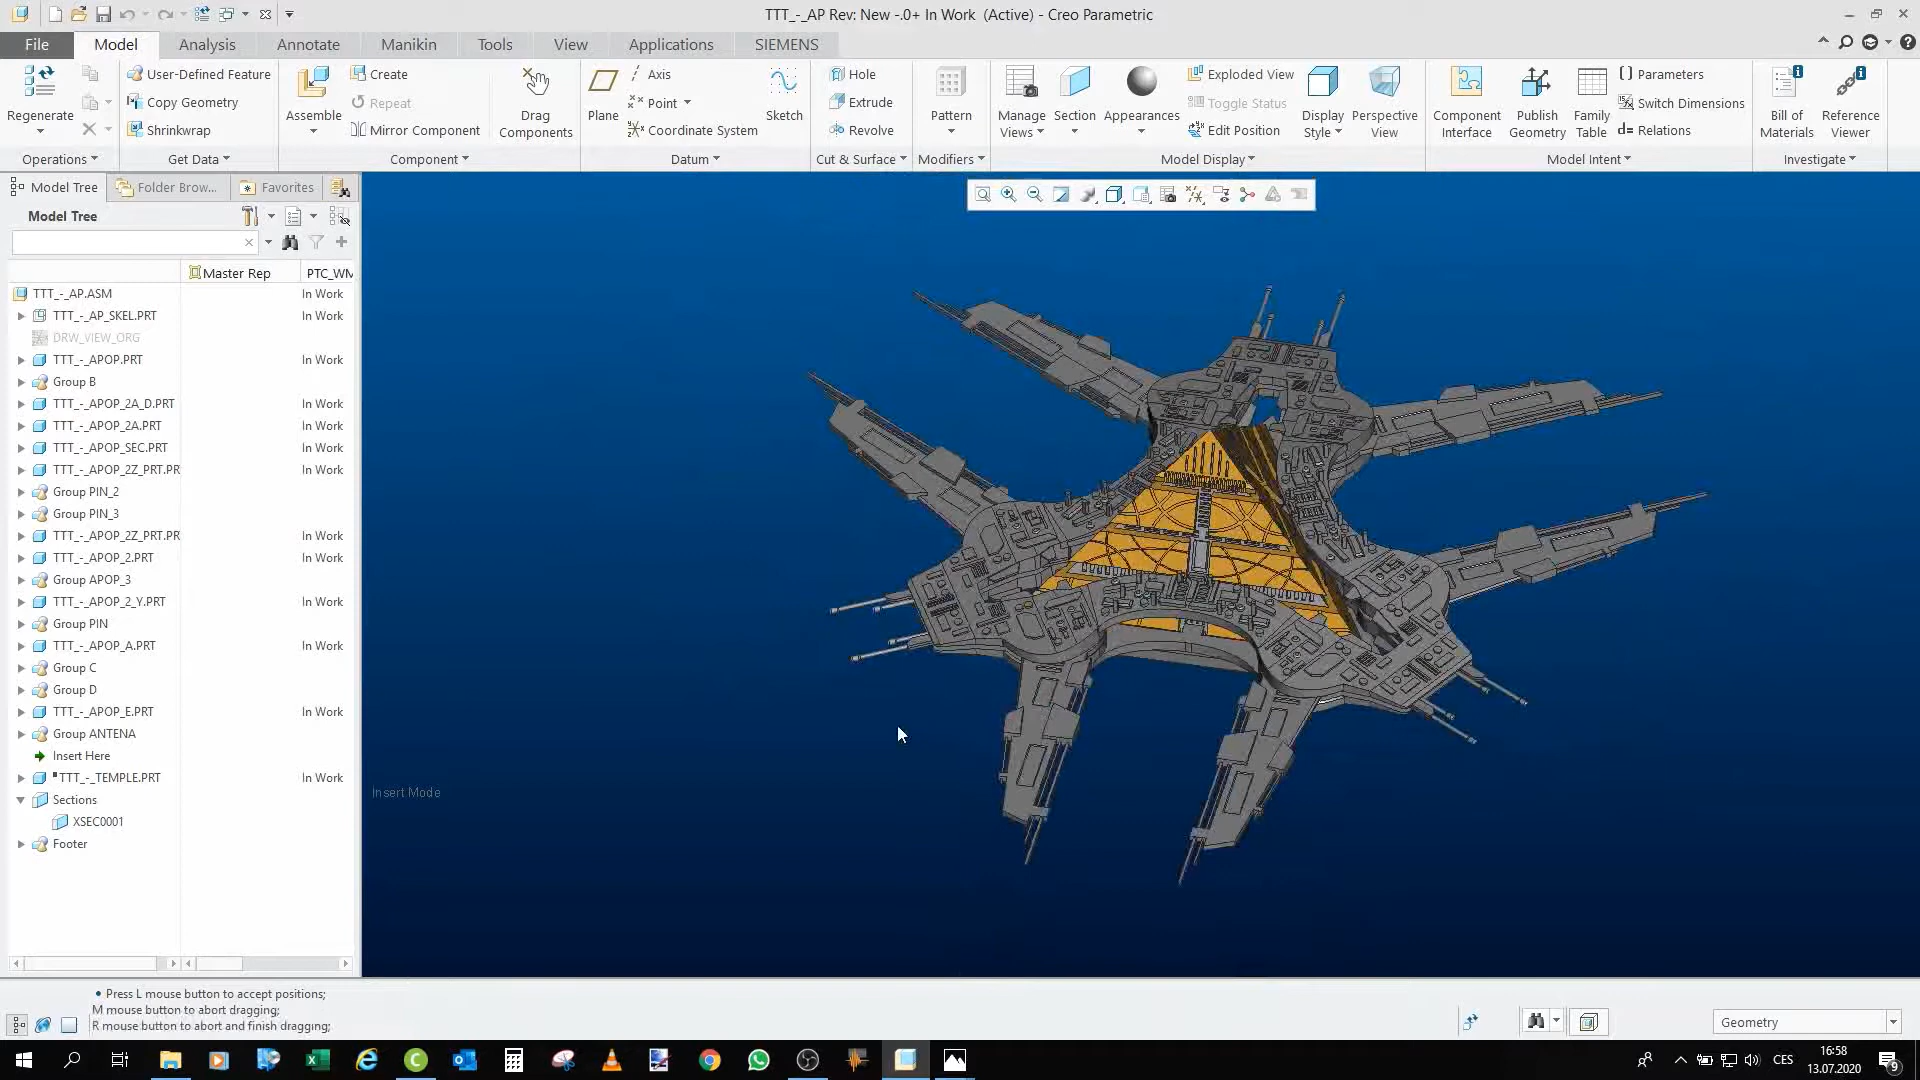 TTT_-_AP Rev: New -.0+ In Work (Active) - Creo Parametric
File Model Analysis Annotate Manikin Tools View Applications SIEMENS
Regenerate
Operations
User-Defined Feature
Copy Geometry
Shrinkwrap
Get Data
Assemble
Create
Repeat
Mirror Component
Drag
Components
Component
Plane
Axis
Point
Coordinate System
Sketch
Datum
Hole
Extrude
Revolve
Cut & Surface
Pattern
Modifiers
Manage
Views
Section
Appearances
Exploded View
Toggle Status
Edit Position
Display
Style
Perspective
View
Model Display
Component
Interface
Publish
Geometry
Family
Table
Parameters
Switch Dimensions
d= Relations
Model Intent
Bill of
Materials
Reference
Viewer
Investigate
Model Tree Folder Brow... Favorites
Model Tree
Master Rep PTC_WM
TTT_-_AP.ASM In Work
TTT_-_AP_SKEL.PRT In Work
DRW_VIEW_ORG
TTT_-_APOP.PRT In Work
Group B
TTT_-_APOP_2A_D.PRT In Work
TTT_-_APOP_2A.PRT In Work
TTT_-_APOP_SEC.PRT In Work
TTT_-_APOP_2Z_PRT.PR In Work
Group PIN_2
Group PIN_3
TTT_-_APOP_2Z_PRT.PR In Work
TTT_-_APOP_2.PRT In Work
Group APOP_3
TTT_-_APOP_2_Y.PRT In Work
Group PIN
TTT_-_APOP_A.PRT In Work
Group C
Group D
TTT_-_APOP_E.PRT In Work
Group ANTENA
Insert Here
TTT_-_TEMPLE.PRT In Work
Sections
XSEC0001
Footer
Insert Mode
• Press L mouse button to accept positions;
M mouse button to abort dragging;
R mouse button to abort and finish dragging;
Geometry
CES
16:58
13.07.2020
9